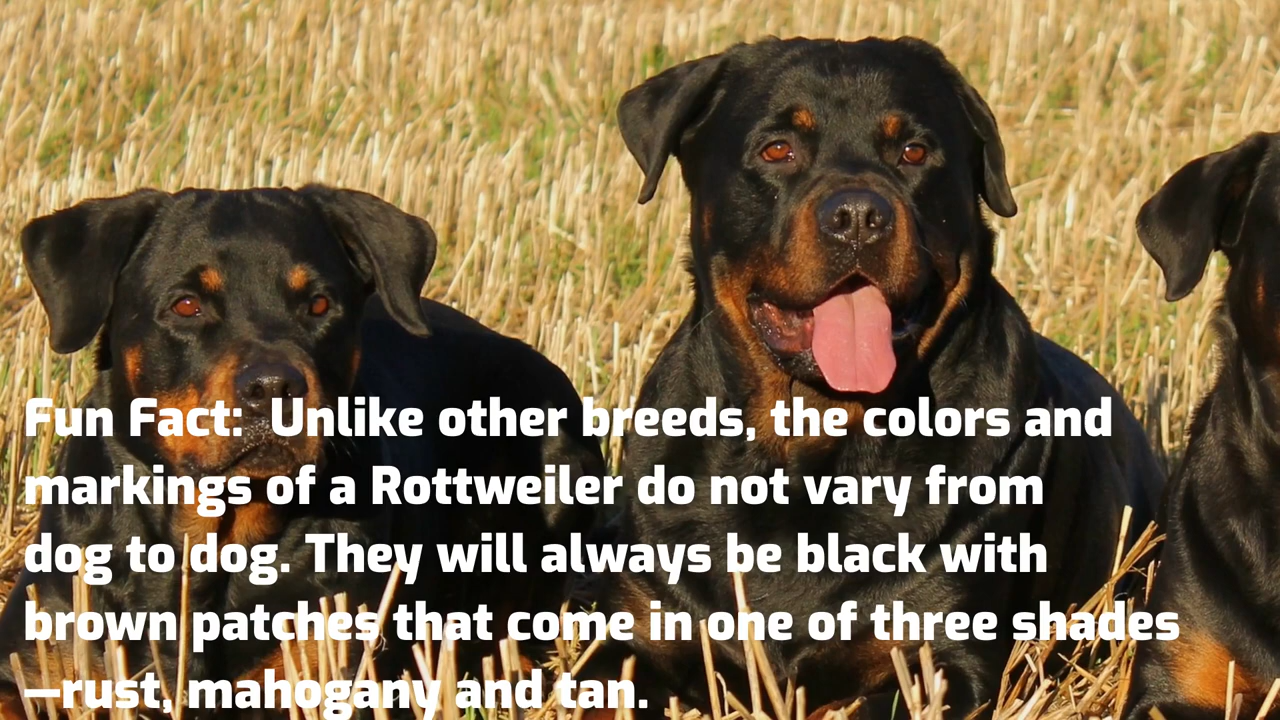 Fun Fact:  Unlike other breeds, the colors and
markings of a Rottweiler do not vary from
dog to dog. They will always be black with
brown patches that come in one of three shades
—rust, mahogany and tan.